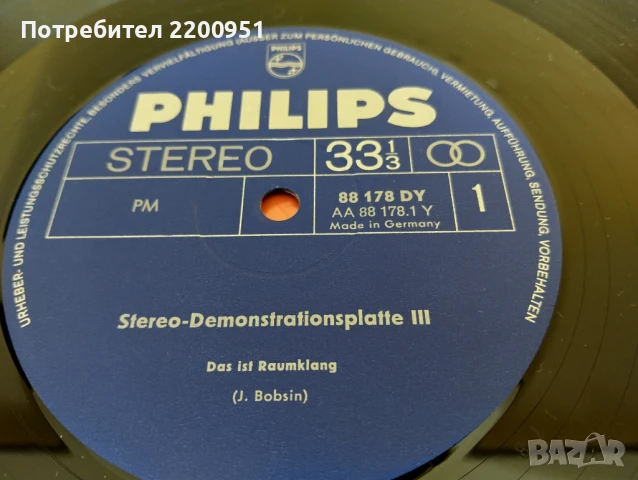 Потребител 2200951
URHEBER- UND LEISTUNGSSCHUTZRECHTE, BESONDERS VERVIELFÄLTIGUNG (AUSSER ZUM PERSÖNLICHEN GEBRAUCH), VERMIETUNG, AUFFÜHRUNG, SENDUNG, VORBEHALTEN
PHILIPS
PHILIPS
STEREO 33 1/3
PM
88 178 DY
AA 88 178.1 Y
Made in Germany
1
Stereo-Demonstrationsplatte III
Das ist Raumklang
(J. Bobsin)
BAZAR